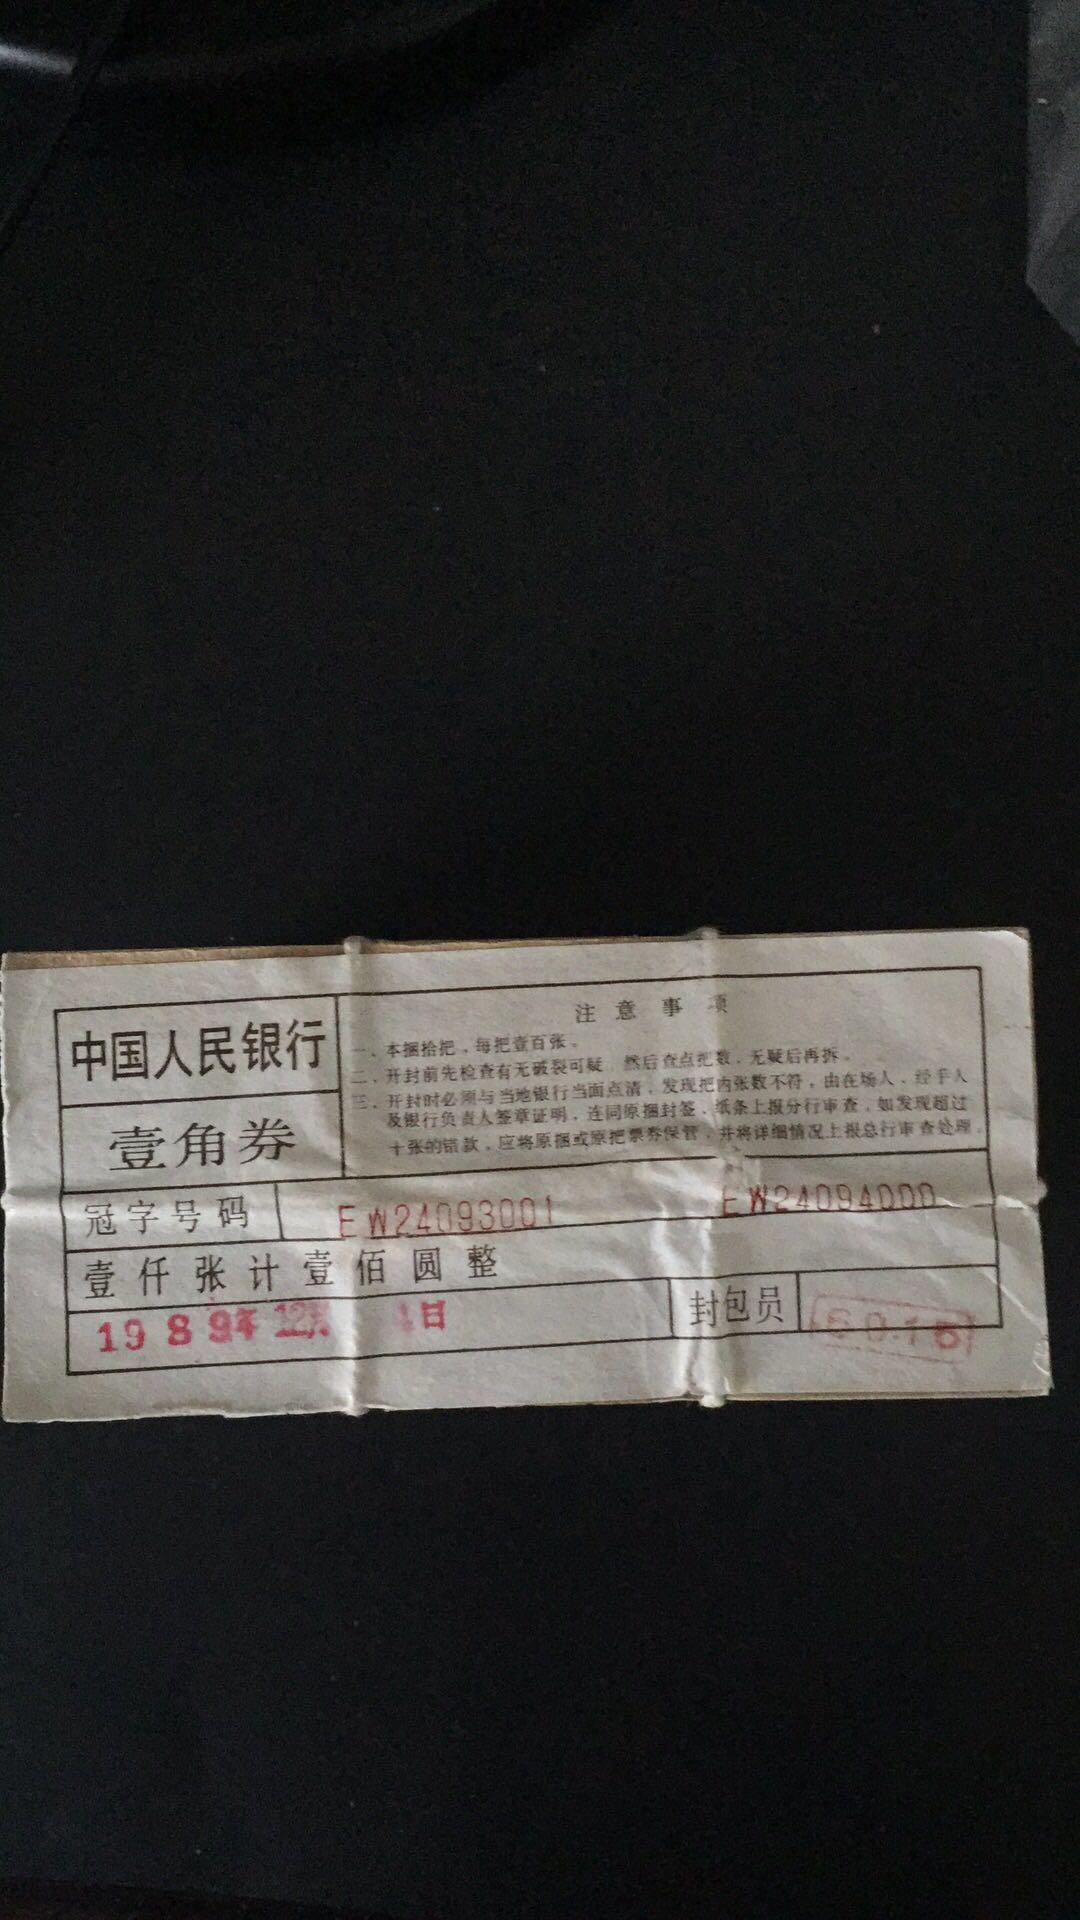 中国人民银行
壹角券
注意事项
一、本捆拾把，每把壹百张。
二、开封前先检查有无破裂可疑，然后查点把数，无疑后再拆。
三、开封时必须与当地银行当面点清，发现把内张数不符，由在场人、经手人
及银行负责人签章证明，连同原捆封签，纸条上报分行审查，如发现超过
十张的错款，应将原捆或原把票券保管，并将详细情况上报总行审查处理。
冠字号码 EW24093001 EW24094000
壹仟张计壹佰圆整
1989年12月 4日 封包员